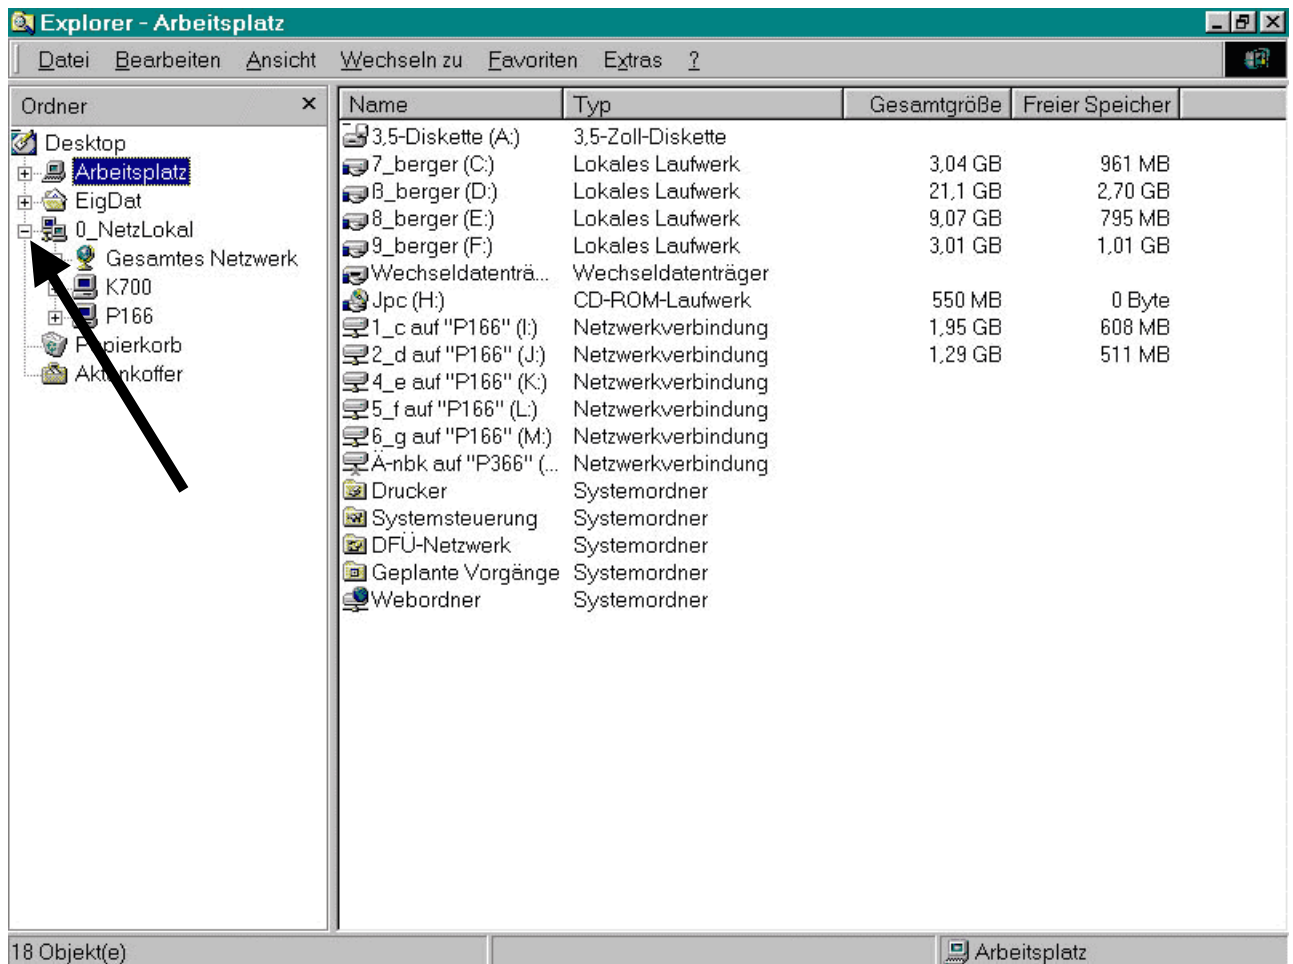 Explorer - Arbeitsplatz
Datei Bearbeiten Ansicht Wechseln zu Favoriten Extras ?
Ordner
Desktop
Arbeitsplatz
EigDat
0_NetzLokal
Gesamtes Netzwerk
K700
P166
Papierkorb
Aktenkoffer
Name Typ Gesamtgröße Freier Speicher
3,5-Diskette (A:) 3,5-Zoll-Diskette
7_berger (C:) Lokales Laufwerk 3,04 GB 961 MB
8_berger (D:) Lokales Laufwerk 21,1 GB 2,70 GB
8_berger (E:) Lokales Laufwerk 9,07 GB 795 MB
9_berger (F:) Lokales Laufwerk 3,01 GB 1,01 GB
Wechseldatenträ... Wechseldatenträger
Jpc (H:) CD-ROM-Laufwerk 550 MB 0 Byte
1_c auf "P166" (I:) Netzwerkverbindung 1,95 GB 608 MB
2_d auf "P166" (J:) Netzwerkverbindung 1,29 GB 511 MB
4_e auf "P166" (K:) Netzwerkverbindung
5_f auf "P166" (L:) Netzwerkverbindung
6_g auf "P166" (M:) Netzwerkverbindung
Ä-nbk auf "P366" (... Netzwerkverbindung
Drucker Systemordner
Systemsteuerung Systemordner
DFÜ-Netzwerk Systemordner
Geplante Vorgänge Systemordner
Webordner Systemordner
18 Objekt(e)
Arbeitsplatz